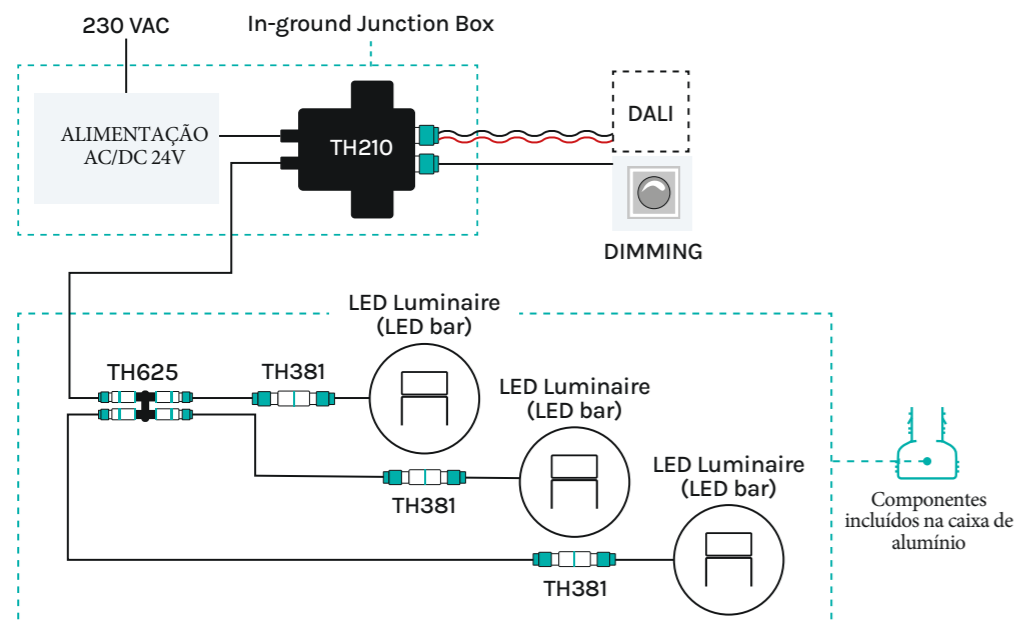 230 VAC
In-ground Junction Box
ALIMENTAÇÃO
AC/DC 24V
TH210
DALI
DIMMING
LED Luminaire
(LED bar)
TH625
TH381
LED Luminaire
(LED bar)
TH381
LED Luminaire
(LED bar)
TH381
Componentes
incluídos na caixa de
alumínio